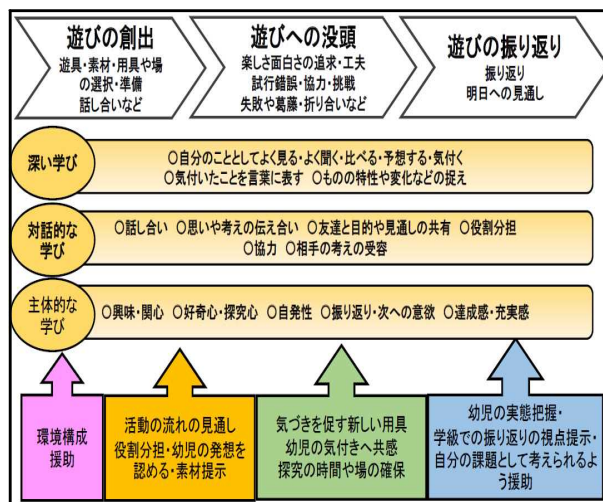 遊びの創出
遊具・素材・用具や場
の選択・準備
話し合いなど
遊びへの没頭
楽しさ面白さの追求・工夫
試行錯誤・協力・挑戦
失敗や葛藤・折り合いなど
遊びの振り返り
振り返り
明日への見通し
深い学び
○自分のこととしてよく見る・よく聞く・比べる・予想する・気付く
○気付いたことを言葉に表す ○ものの特性や変化などの捉え
対話的な
学び
○話し合い ○思いや考えの伝え合い ○友達と目的や見通しの共有 ○役割分担
○協力 ○相手の考えの受容
主体的な
学び
○興味・関心 ○好奇心・探究心 ○自発性 ○振り返り・次への意欲 ○達成感・充実感
環境構成
援助
活動の流れの見通し
役割分担・幼児の発想を
認める・素材提示
気づきを促す新しい用具
幼児の気付きへ共感
探究の時間や場の確保
幼児の実態把握・
学級での振り返りの視点提示・
自分の課題として考えられるよ
う援助